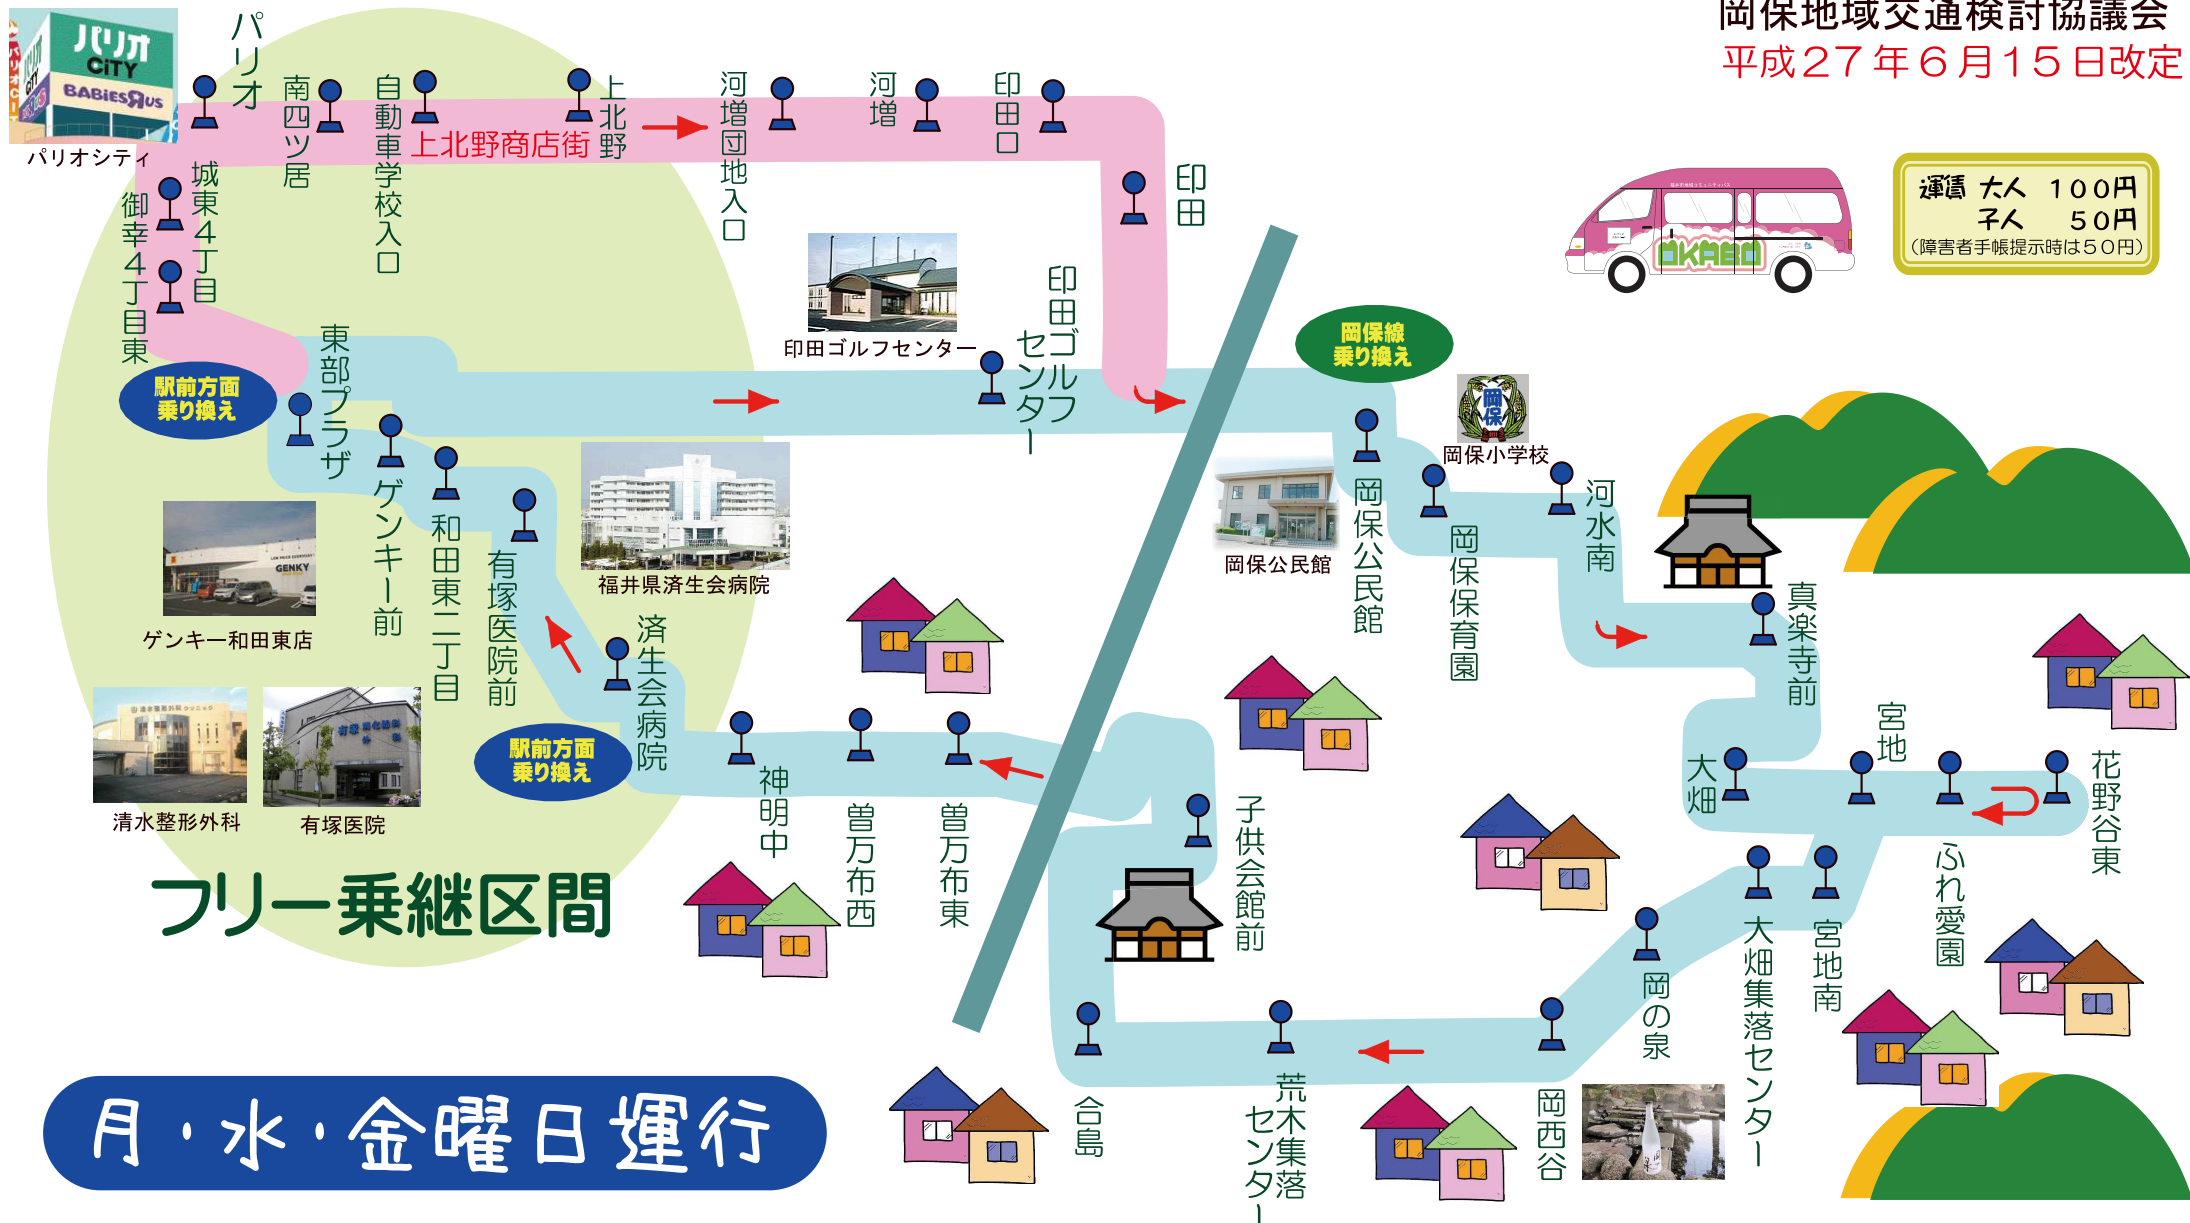 岡保地域交通検討協議会
平成２７年６月１５日改定
パリオ
CiTY
BABiESЯUS
パリオシティ
パリオ
南四ツ居
自動車学校入口
上北野
上北野商店街
河増団地入口
河増
印田口
印田
城東４丁目
御幸４丁目東
駅前方面
乗り換え
東部プラザ
ゲンキー前
和田東二丁目
有塚医院前
済生会病院
印田ゴルフセンター
印田ゴルフ
センター
岡保線
乗り換え
OKABO
運賃 大人 １００円
子人 ５０円
（障害者手帳提示時は５０円）
岡保
岡保小学校
岡保公民館
岡保公民館
岡保保育園
河水南
真楽寺前
大畑
宮地
ふれ愛園
花野谷東
宮地南
大畑集落センター
岡の泉
岡西谷
荒木集落
センター
合島
子供会館前
曽万布東
曽万布西
神明中
駅前方面
乗り換え
福井県済生会病院
GENKY
ゲンキー和田東店
清水整形外科
有塚医院
フリー乗継区間
月・水・金曜日運行